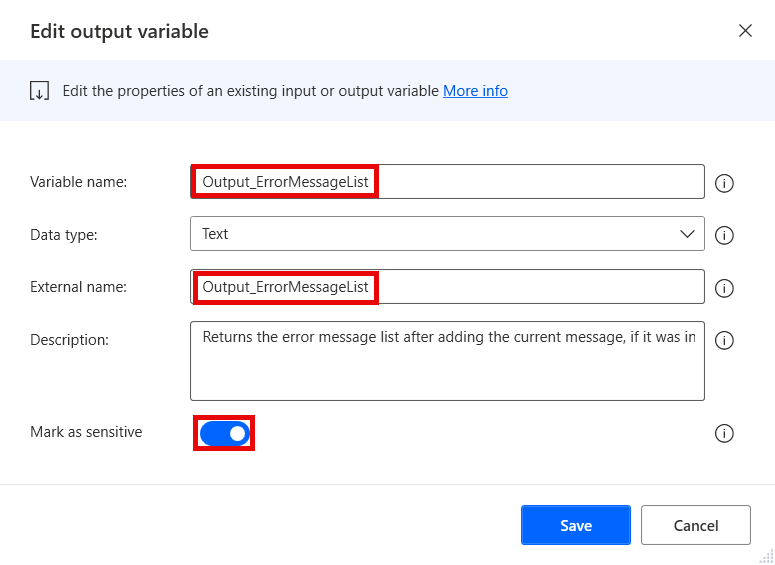 Edit output variable
Edit the properties of an existing input or output variable More info
Variable name:
Output_ErrorMessageList
Data type:
Text
External name:
Output_ErrorMessageList
Description:
Returns the error message list after adding the current message, if it was in
Mark as sensitive
Save
Cancel